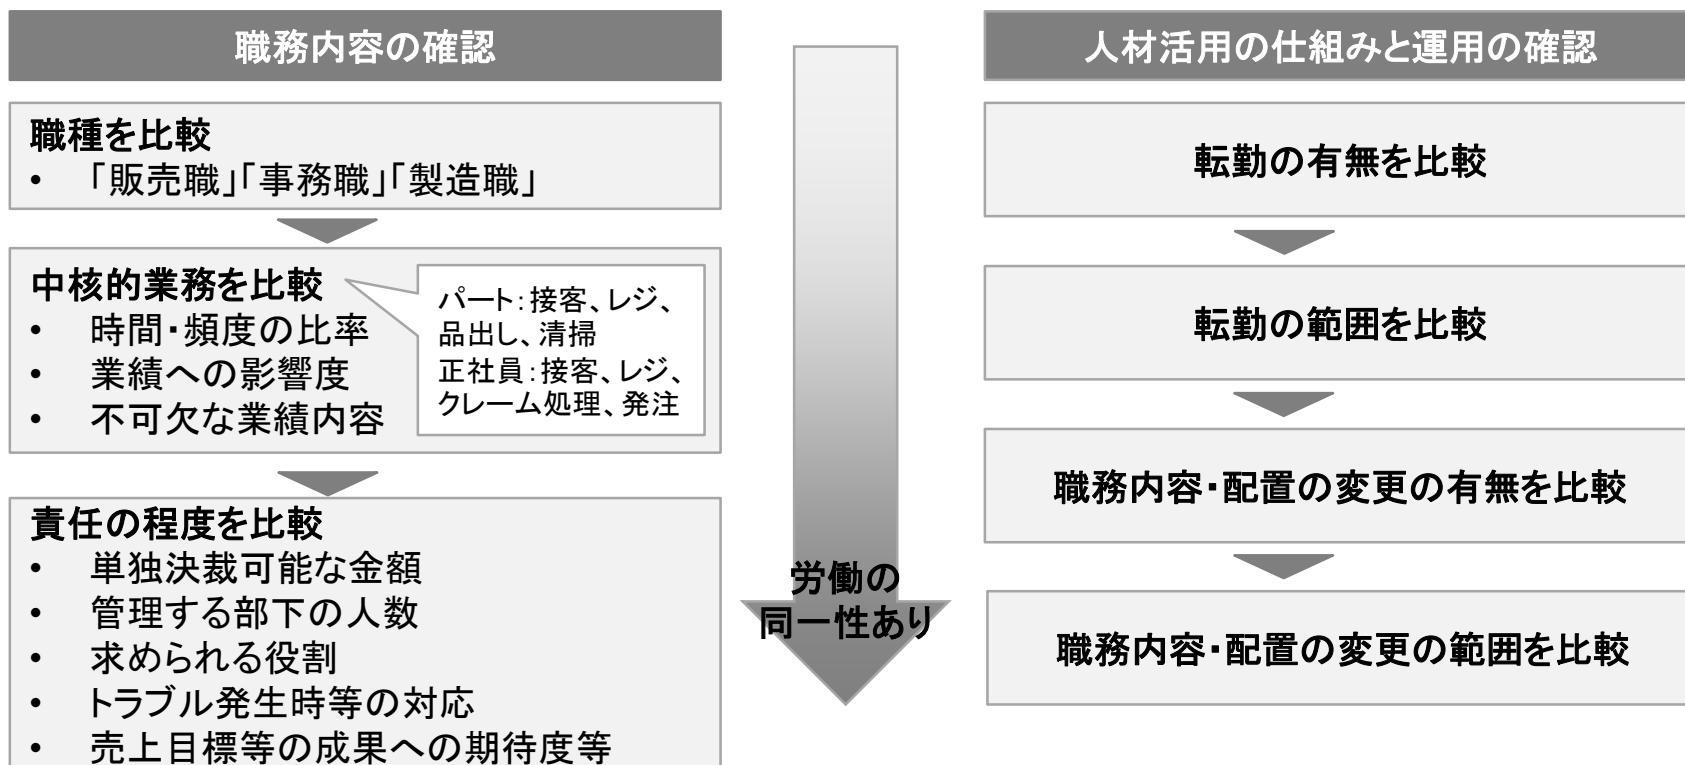 職務内容の確認
職種を比較
• 「販売職」「事務職」「製造職」
中核的業務を比較
• 時間・頻度の比率
• 業績への影響度
• 不可欠な業績内容
パート：接客、レジ、
品出し、清掃
正社員：接客、レジ、
クレーム処理、発注
責任の程度を比較
• 単独決裁可能な金額
• 管理する部下の人数
• 求められる役割
• トラブル発生時等の対応
• 売上目標等の成果への期待度等
労働の
同一性あり
人材活用の仕組みと運用の確認
転勤の有無を比較
転勤の範囲を比較
職務内容・配置の変更の有無を比較
職務内容・配置の変更の範囲を比較